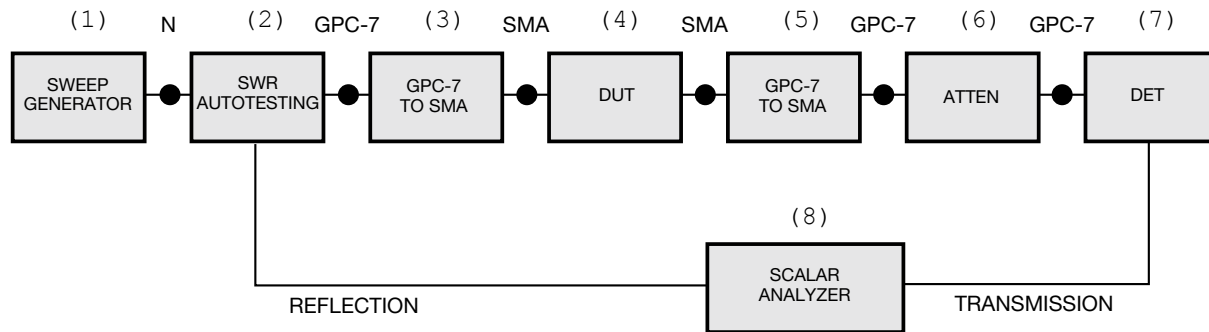 (1) N (2) GPC-7 (3) SMA (4) SMA (5) GPC-7 (6) GPC-7 (7)
SWEEP
GENERATOR
SWR
AUTOTESTING
GPC-7
TO SMA
DUT
GPC-7
TO SMA
ATTEN
DET
(8)
SCALAR
ANALYZER
REFLECTION
TRANSMISSION